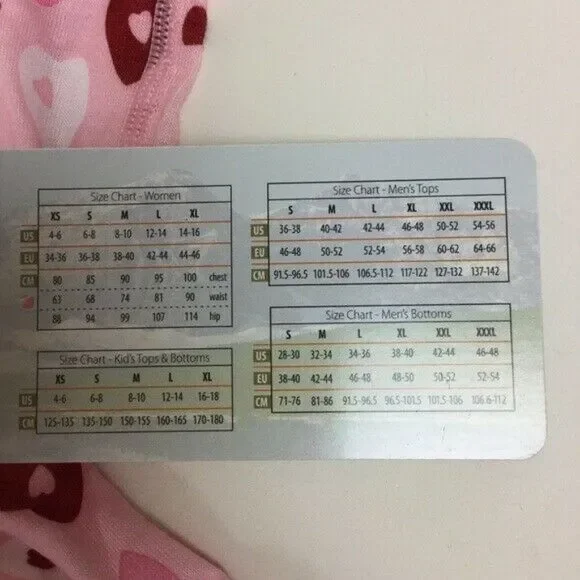 Size Chart - Women
XS S M L XL
US 4-6 6-8 8-10 12-14 14-16
EU 34-36 36-38 38-40 42-44 44-46
CM 80 85 90 95 100 chest
63 68 74 81 90 waist
88 94 99 107 114 hip
Size Chart - Kid's Tops & Bottoms
XS S M L XL
US 4-6 6-8 8-10 12-14 16-18
CM 125-135 135-150 150-155 160-165 170-180
Size Chart - Men's Tops
S M L XL XXL XXXL
US 36-38 40-42 42-44 46-48 50-52 54-56
EU 46-48 50-52 52-54 56-58 60-62 64-66
CM 91.5-96.5 101.5-106 106.5-112 117-122 127-132 137-142
Size Chart - Men's Bottoms
S M L XL XXL XXXL
US 28-30 32-34 34-36 38-40 42-44 46-48
EU 38-40 42-44 46-48 48-50 50-52 52-54
CM 71-76 81-86 91.5-96.5 96.5-101.5 101.5-106 106.6-112